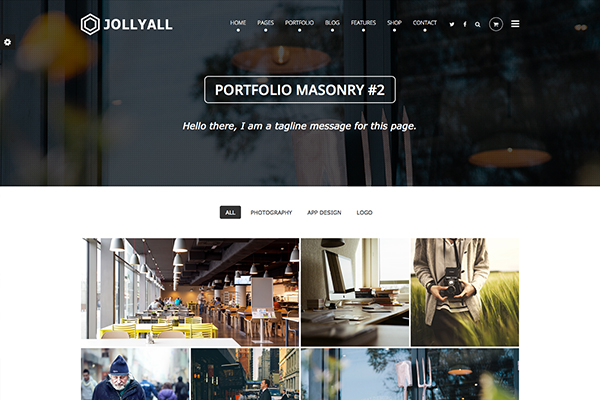 JOLLYALL
HOME PAGES PORTFOLIO BLOG FEATURES SHOP CONTACT
PORTFOLIO MASONRY #2
Hello there, I am a tagline message for this page.
ALL PHOTOGRAPHY APP DESIGN LOGO